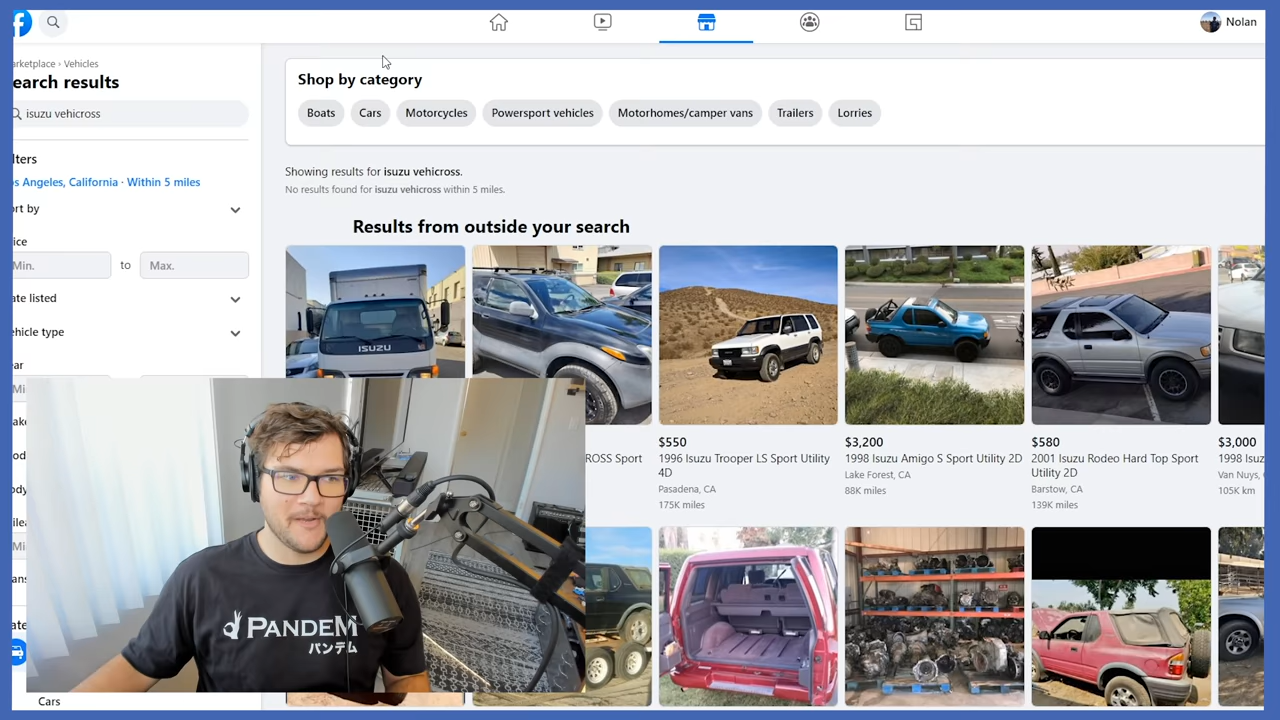 Nolan
Marketplace › Vehicles
earch results
isuzu vehicross
lters
os Angeles, California · Within 5 miles
ort by
ice
Min.
to
Max.
ate listed
ehicle type
ear
Shop by category
Boats
Cars
Motorcycles
Powersport vehicles
Motorhomes/camper vans
Trailers
Lorries
Showing results for isuzu vehicross.
No results found for isuzu vehicross within 5 miles.
Results from outside your search
ISUZU
ROSS Sport
$550
1996 Isuzu Trooper LS Sport Utility
4D
Pasadena, CA
175K miles
$3,200
1998 Isuzu Amigo S Sport Utility 2D
Lake Forest, CA
88K miles
$580
2001 Isuzu Rodeo Hard Top Sport
Utility 2D
Barstow, CA
139K miles
$3,000
1998 Isuz
Van Nuys,
105K km
PANDEM
パンデム
Cars